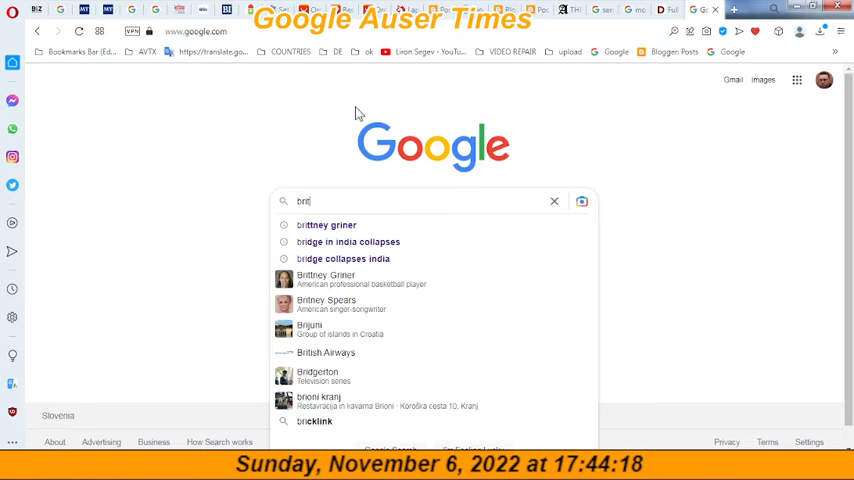 Google Auser Times
www.google.com
VPN
Bookmarks Bar (Ed...
AVTX
https://translate.go...
COUNTRIES
DE
ok
Liron Segev - YouTu...
VIDEO REPAIR
upload
Google
Blogger: Posts
Google
Gmail
Images
Google
brit
brittney griner
bridge in india collapses
bridge collapses india
Brittney Griner
American professional basketball player
Britney Spears
American singer-songwriter
Brijuni
Group of islands in Croatia
British Airways
Bridgerton
Television series
brioni kranj
Restavracija in kavarna Brioni · Koroška cesta 10, Kranj
bricklink
Slovenia
About
Advertising
Business
How Search works
Privacy
Terms
Settings
Sunday, November 6, 2022 at 17:44:18